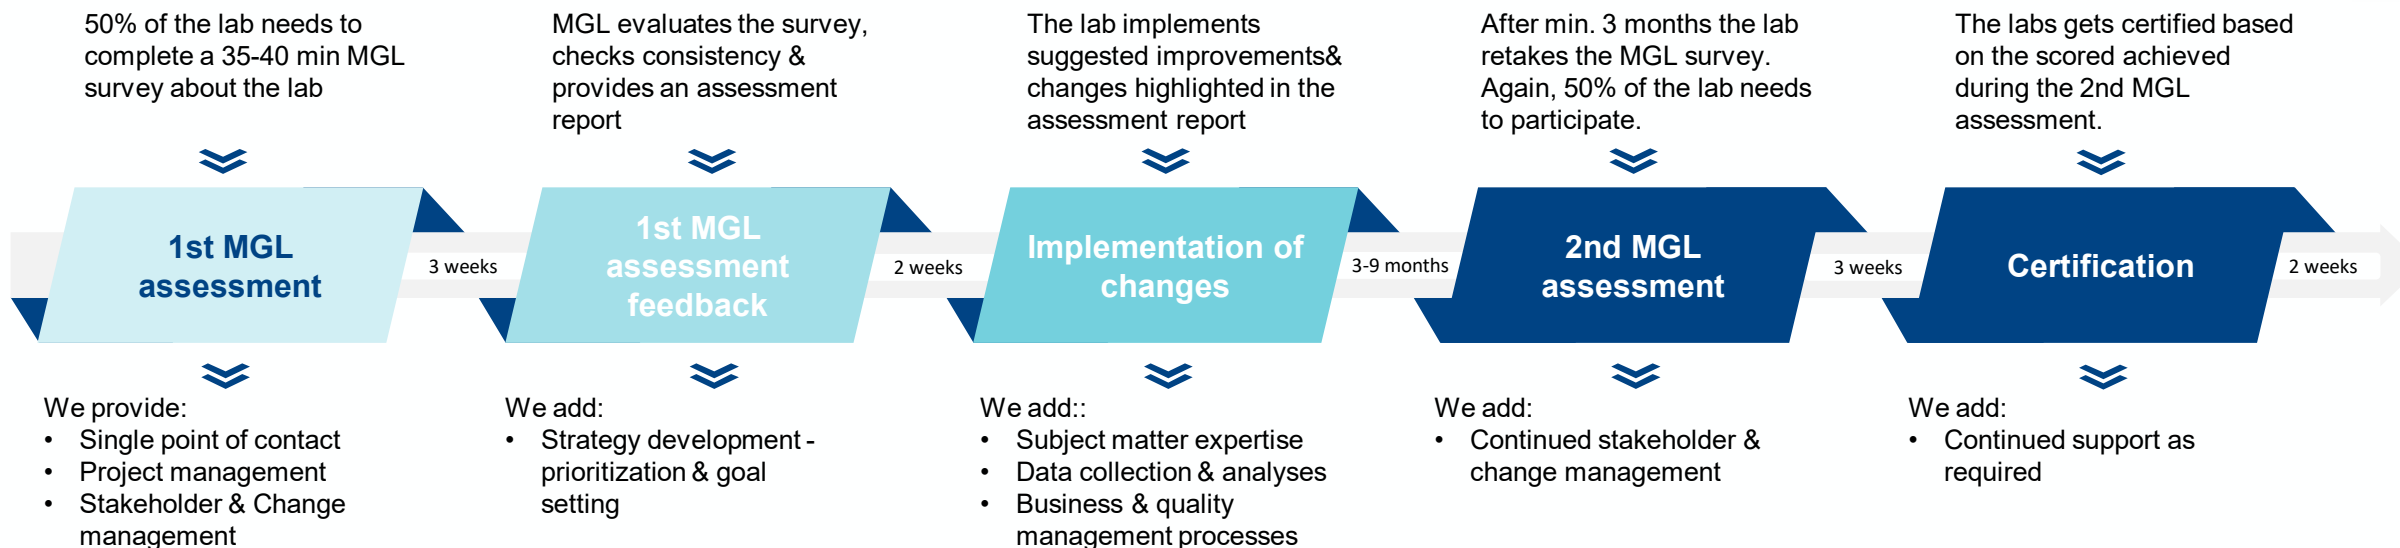 50% of the lab needs to
complete a 35-40 min MGL
survey about the lab
MGL evaluates the survey,
checks consistency &
provides an assessment
report
The lab implements
suggested improvements&
changes highlighted in the
assessment report
After min. 3 months the lab
retakes the MGL survey.
Again, 50% of the lab needs
to participate.
The labs gets certified based
on the scored achieved
during the 2nd MGL
assessment.
1st MGL
assessment
3 weeks
1st MGL
assessment
feedback
2 weeks
Implementation of
changes
3-9 months
2nd MGL
assessment
3 weeks
Certification
2 weeks
We provide:
• Single point of contact
• Project management
• Stakeholder & Change
management
We add:
• Strategy development -
prioritization & goal
setting
We add::
• Subject matter expertise
• Data collection & analyses
• Business & quality
management processes
We add:
• Continued stakeholder &
change management
We add:
• Continued support as
required